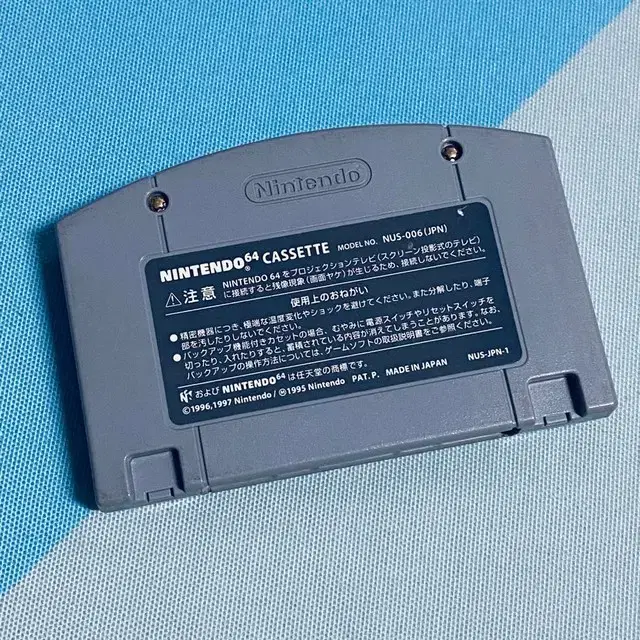 Nintendo
NINTENDO64 CASSETTE MODEL NO. NUS-006(JPN)
⚠注意 NINTENDO 64 をプロジェクションテレビ(スクリーン投影式のテレビ)
に接続すると残像現象(画面ヤケ)が生じるため、接続しないでください。
使用上のおねがい
●精密機器につき、極端な温度変化やショックを避けてください。また分解したり、端子
部を汚したりしないでください。
●バックアップ機能付きカセットの場合、むやみに電源スイッチやリセットスイッチを
切ったり、入れたりすると、蓄積されている内容が消えてしまうことがあります。なお、
バックアップの操作方法については、ゲームソフトの取扱説明書をご参照ください。
および NINTENDO64 は任天堂の商標です。
©1996,1997 Nintendo/Ⓜ1995 Nintendo PAT.P. MADE IN JAPAN NUS-JPN-1